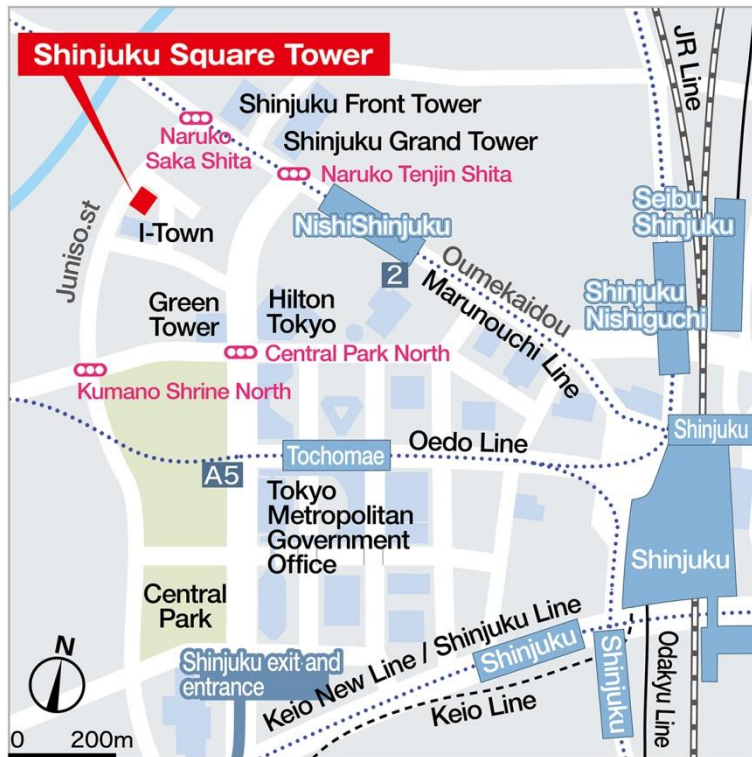 Shinjuku Square Tower
JR Line
Shinjuku Front Tower
Naruko
Saka Shita
Shinjuku Grand Tower
Naruko Tenjin Shita
Seibu
Shinjuku
Juniso.st
I-Town
NishiShinjuku
Oumekaidou
2
Marunouchi Line
Green
Tower
Hilton
Tokyo
Shinjuku
Nishiguchi
Central Park North
Kumano Shrine North
Shinjuku
Oedo Line
Tochomae
A5
Tokyo
Metropolitan
Government
Office
Shinjuku
Central
Park
Keio New Line / Shinjuku Line
Shinjuku
Shinjuku
Odakyu Line
Shinjuku exit and
entrance
Keio Line
N
0 200m